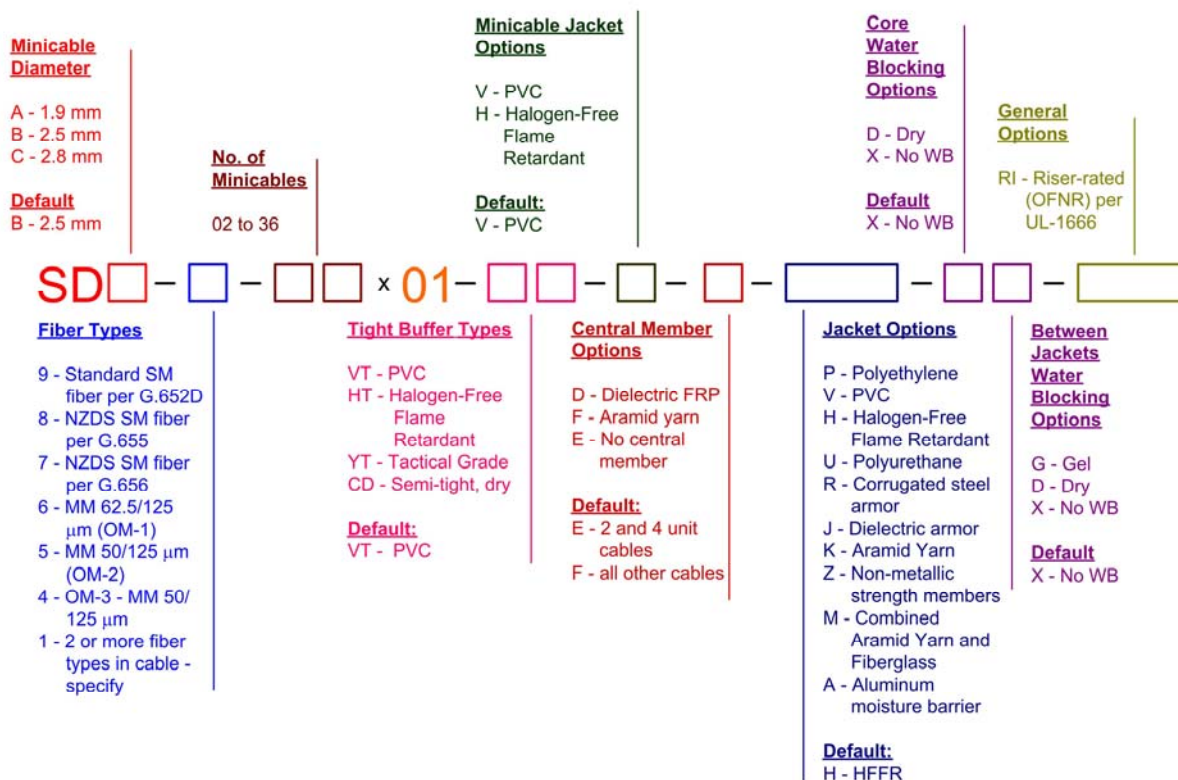 Minicable
Diameter
A - 1.9 mm
B - 2.5 mm
C - 2.8 mm
Default
B - 2.5 mm
No. of
Minicables
02 to 36
Minicable Jacket
Options
V - PVC
H - Halogen-Free
Flame
Retardant
Default:
V - PVC
Core
Water
Blocking
Options
D - Dry
X - No WB
Default
X - No WB
General
Options
RI - Riser-rated
(OFNR) per
UL-1666
SD – – x 01 – – – – – –
Fiber Types
9 - Standard SM
fiber per G.652D
8 - NZDS SM fiber
per G.655
7 - NZDS SM fiber
per G.656
6 - MM 62.5/125
μm (OM-1)
5 - MM 50/125 μm
(OM-2)
4 - OM-3 - MM 50/
125 μm
1 - 2 or more fiber
types in cable -
specify
Tight Buffer Types
VT - PVC
HT - Halogen-Free
Flame
Retardant
YT - Tactical Grade
CD - Semi-tight, dry
Default:
VT - PVC
Central Member
Options
D - Dielectric FRP
F - Aramid yarn
E - No central
member
Default:
E - 2 and 4 unit
cables
F - all other cables
Jacket Options
P - Polyethylene
V - PVC
H - Halogen-Free
Flame Retardant
U - Polyurethane
R - Corrugated steel
armor
J - Dielectric armor
K - Aramid Yarn
Z - Non-metallic
strength members
M - Combined
Aramid Yarn and
Fiberglass
A - Aluminum
moisture barrier
Default:
H - HFFR
Between
Jackets
Water
Blocking
Options
G - Gel
D - Dry
X - No WB
Default
X - No WB